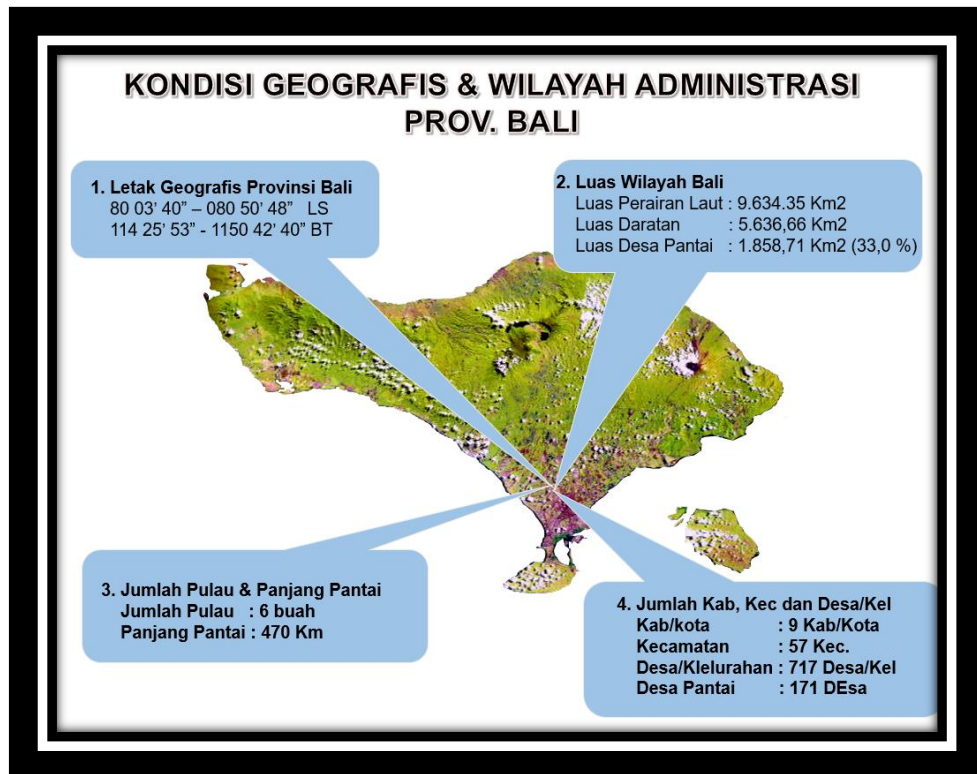 KONDISI GEOGRAFIS & WILAYAH ADMINISTRASI
PROV. BALI
1. Letak Geografis Provinsi Bali
80 03’ 40” – 080 50’ 48” LS
114 25’ 53” - 1150 42’ 40” BT
2. Luas Wilayah Bali
Luas Perairan Laut : 9.634.35 Km2
Luas Daratan : 5.636,66 Km2
Luas Desa Pantai : 1.858,71 Km2 (33,0 %)
3. Jumlah Pulau & Panjang Pantai
Jumlah Pulau : 6 buah
Panjang Pantai : 470 Km
4. Jumlah Kab, Kec dan Desa/Kel
Kab/kota : 9 Kab/Kota
Kecamatan : 57 Kec.
Desa/Klelurahan : 717 Desa/Kel
Desa Pantai : 171 DEsa